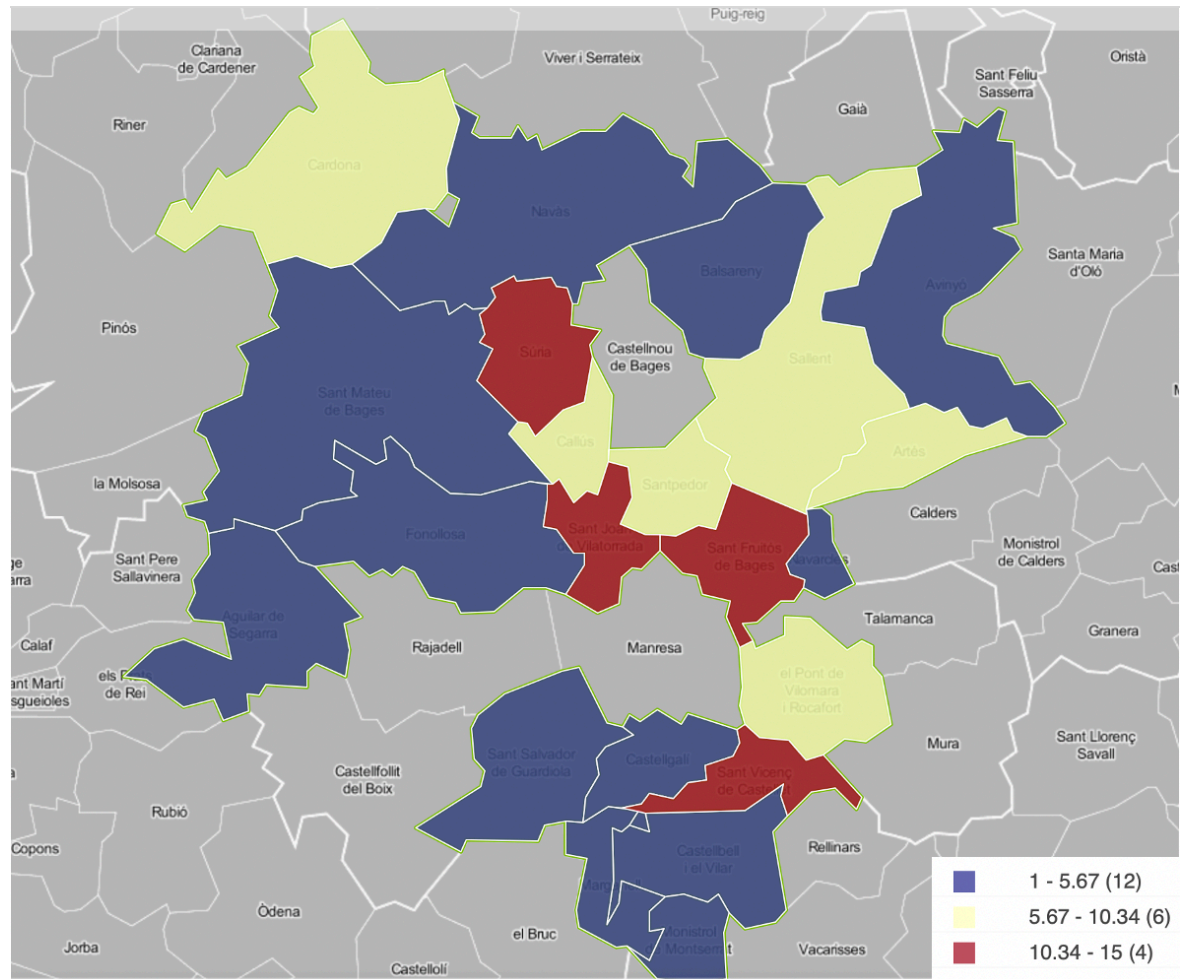 Puig-reig
Clariana
de Cardener
Viver i Serrateix
Oristà
Sant Feliu
Sasserra
Gaià
Riner
Cardona
Navàs
Balsareny
Avinyó
Santa Maria
d'Oló
Pinós
Súria
Castellnou
de Bages
Sallent
Sant Mateu
de Bages
Callús
Artés
la Molsosa
Santpedor
Calders
Fonollosa
Sant Joan
de Vilatorrada
Sant Fruitós
de Bages
Navarcles
Monistrol
de Calders
Sant Pere
Sallavinera
Aguilar de
Segarra
Talamanca
Granera
Calaf
Rajadell
Manresa
els Prats
de Rei
el Pont de
Vilomara
i Rocafort
Mura
Sant Llorenç
Savall
Sant Salvador
de Guardiola
Castellgalí
Sant Vicenç
de Castellet
Castellfollit
del Boix
Rubió
Copons
Castellbell
i el Vilar
Rellinars
Òdena
el Bruc
Monistrol
de Montserrat
Vacarisses
Jorba
Castellolí
1 - 5.67 (12)
5.67 - 10.34 (6)
10.34 - 15 (4)